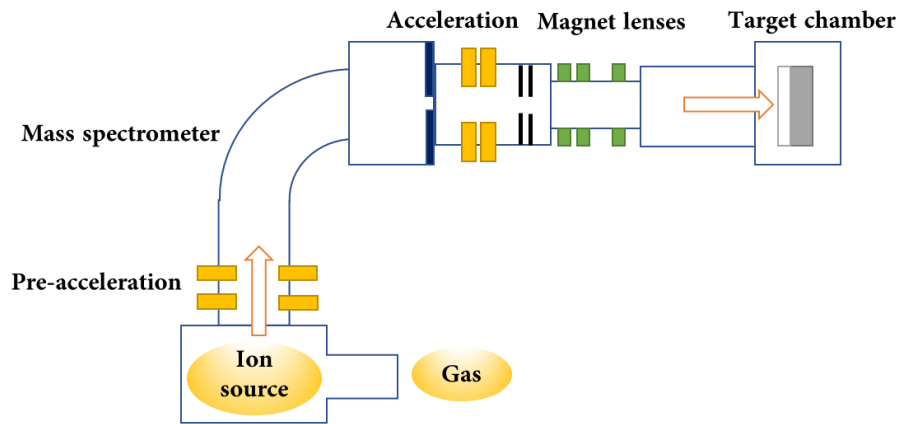 Acceleration
Magnet lenses
Target chamber
Mass spectrometer
Pre-acceleration
Ion
source
Gas